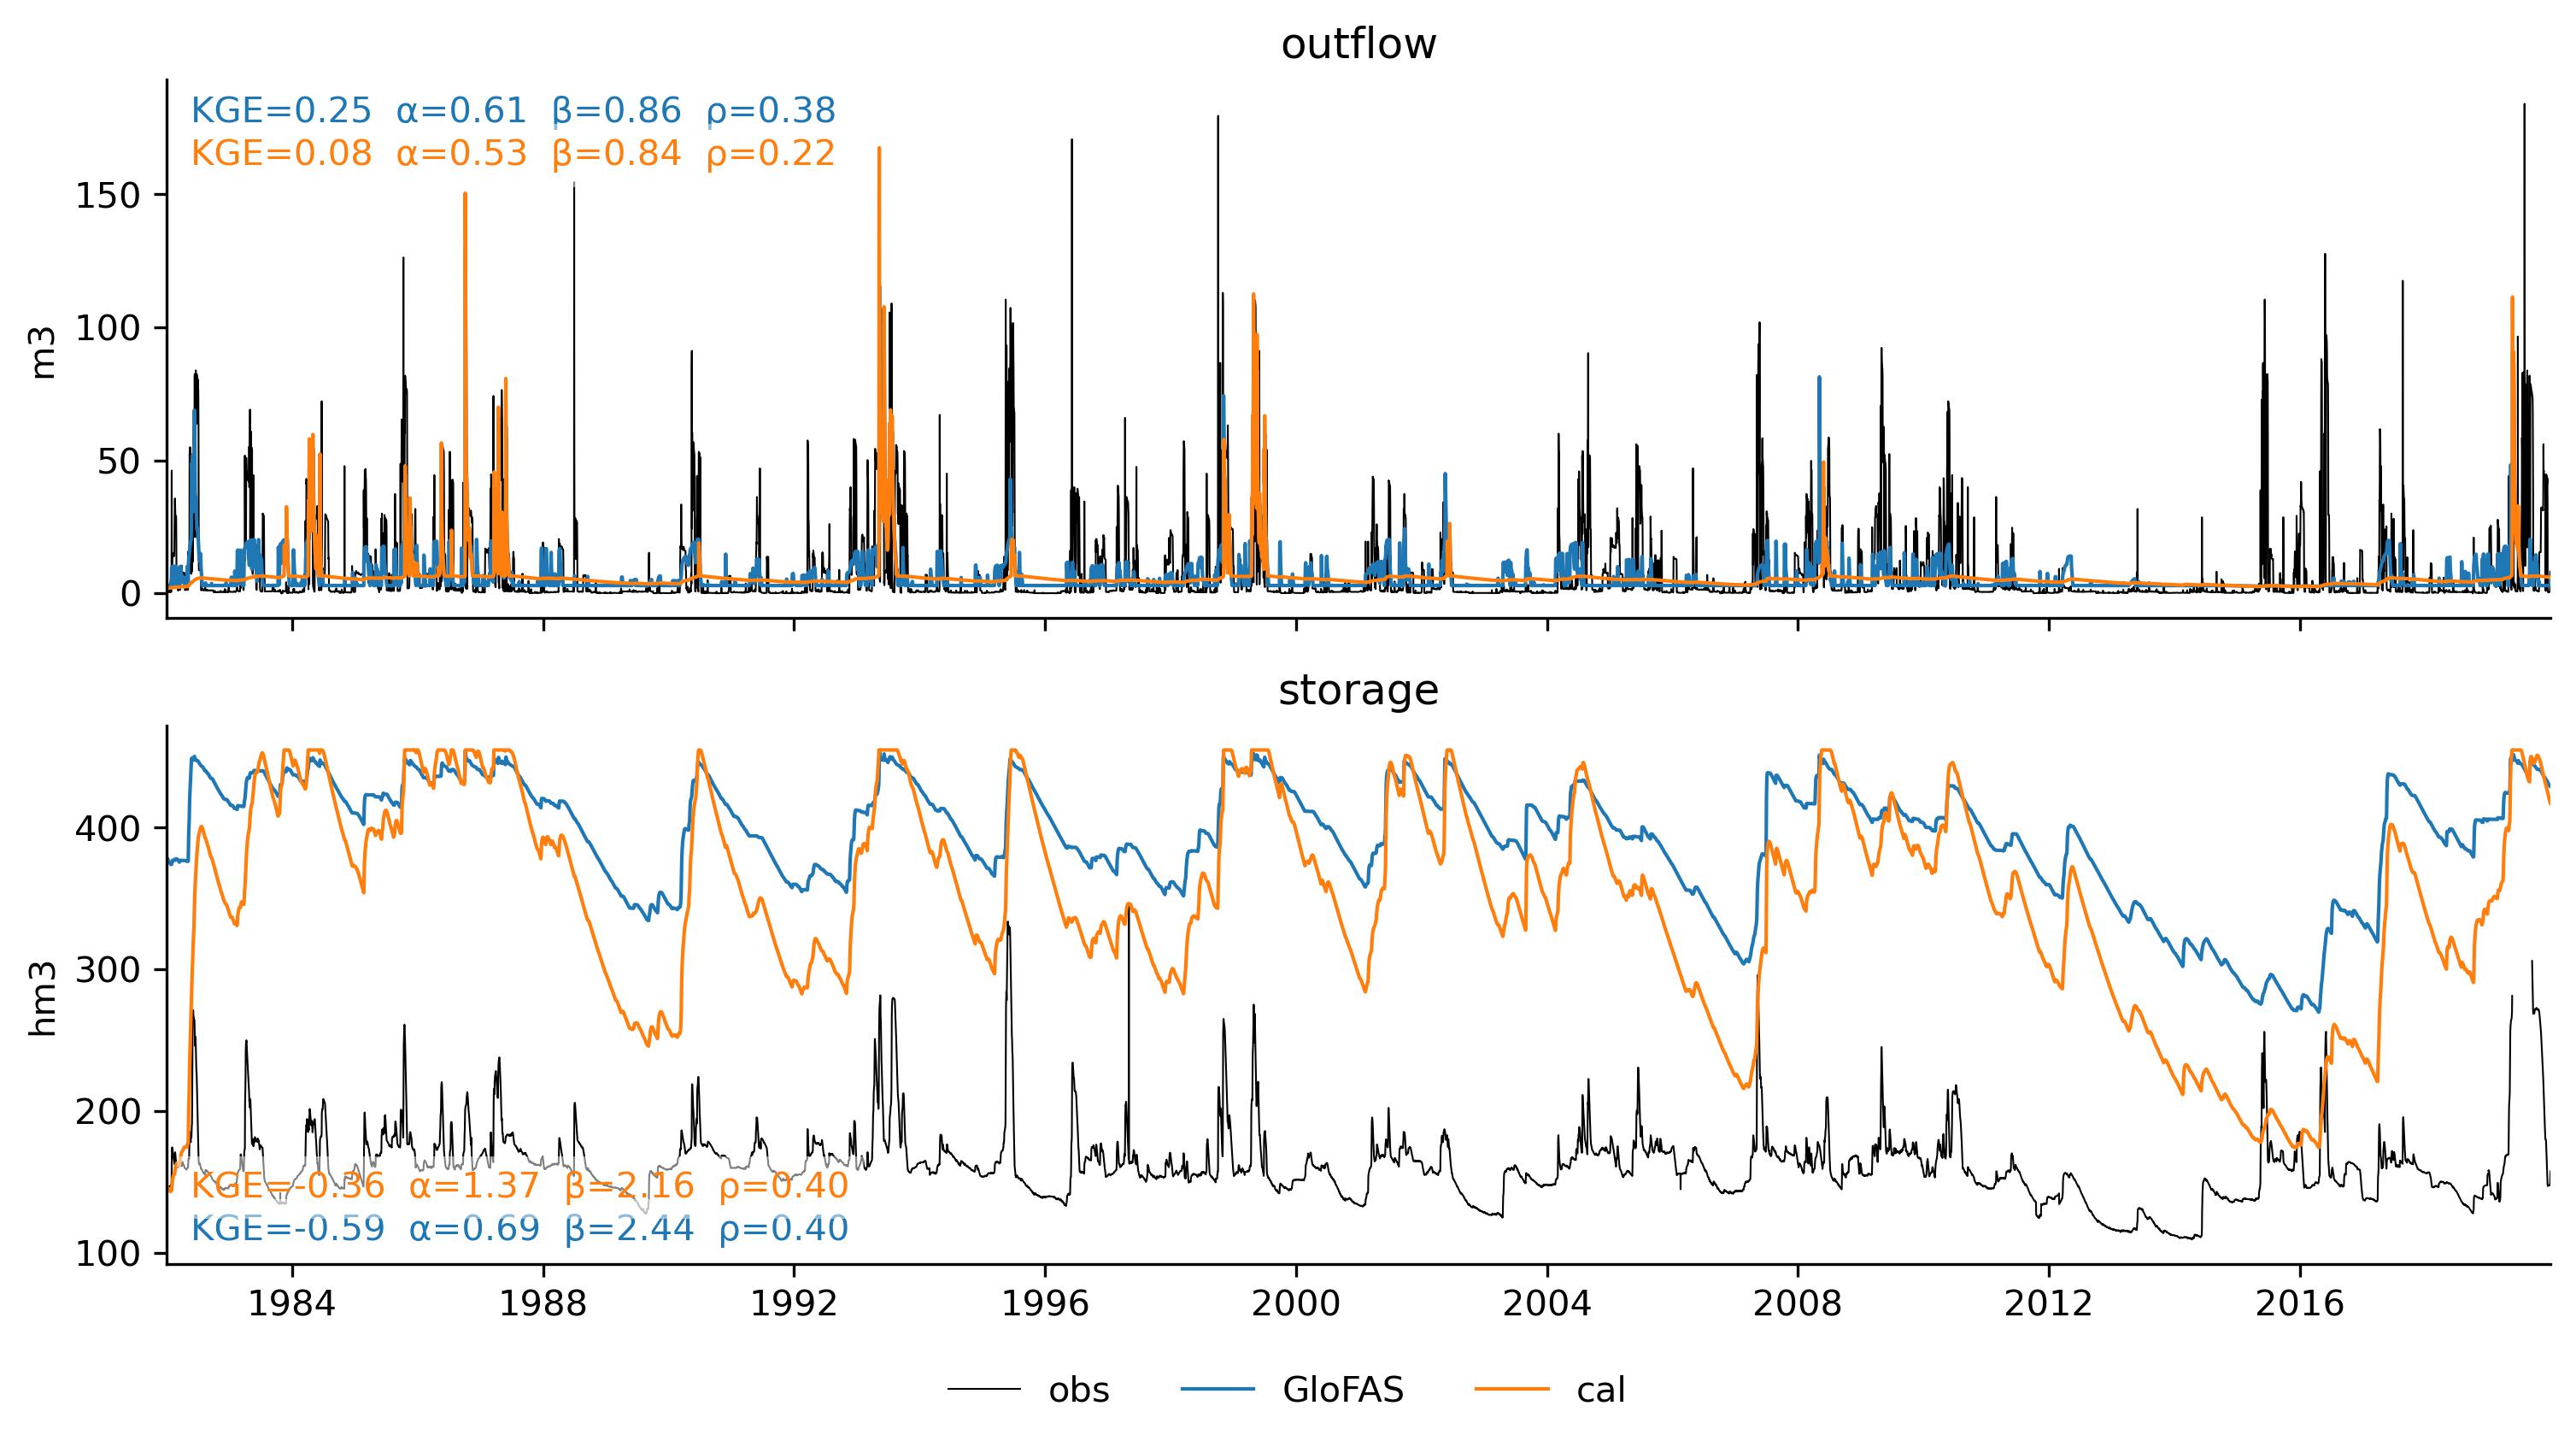 outflow
KGE=0.25 α=0.61 β=0.86 ρ=0.38
KGE=0.08 α=0.53 β=0.84 ρ=0.22
m3
150
100
50
0
storage
hm3
400
300
200
100
KGE=-0.36 α=1.37 β=2.16 ρ=0.40
KGE=-0.59 α=0.69 β=2.44 ρ=0.40
1984 1988 1992 1996 2000 2004 2008 2012 2016
obs GloFAS cal